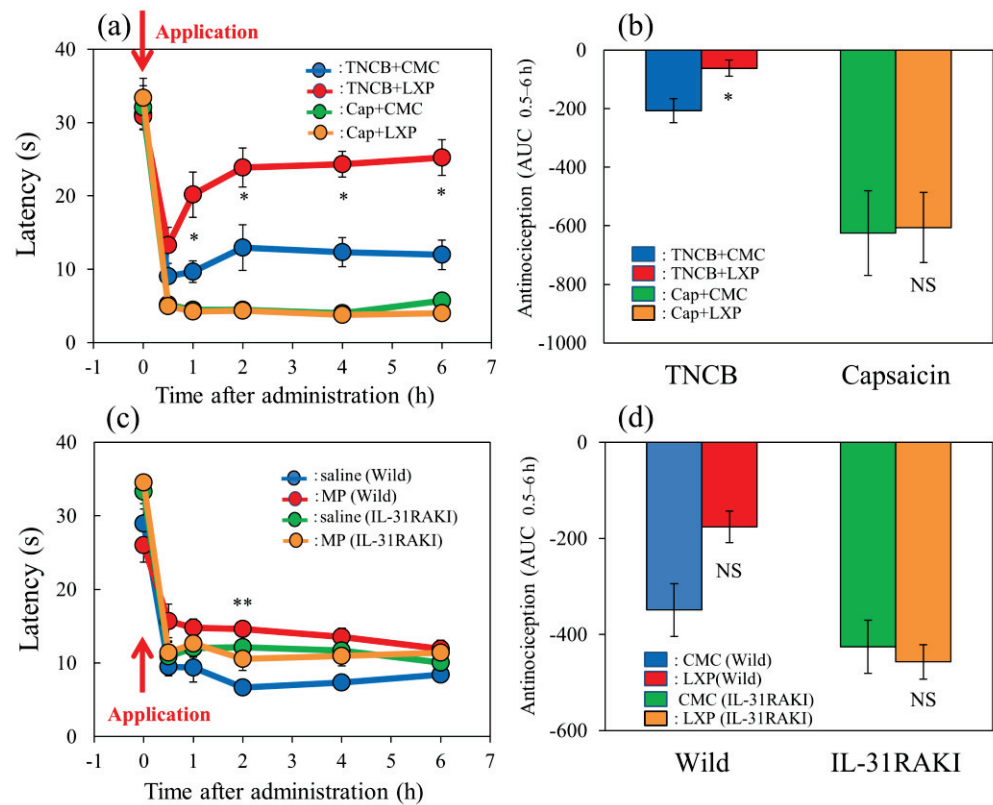 (a)
Application
: TNCB+CMC
: TNCB+LXP
: Cap+CMC
: Cap+LXP
Latency (s)
40
30
20
10
0
*
*
*
*
-1 0 1 2 3 4 5 6 7
Time after administration (h)
(b)
Antinociception (AUC 0.5–6 h)
0
-200
-400
-600
-800
-1000
*
NS
: TNCB+CMC
: TNCB+LXP
: Cap+CMC
: Cap+LXP
TNCB Capsaicin
(c)
: saline (Wild)
: MP (Wild)
: saline (IL-31RAKI)
: MP (IL-31RAKI)
Latency (s)
40
30
20
10
0
**
Application
-1 0 1 2 3 4 5 6 7
Time after administration (h)
(d)
Antinociception (AUC 0.5–6 h)
0
-200
-400
-600
NS
NS
: CMC (Wild)
: LXP(Wild)
CMC (IL-31RAKI)
: LXP (IL-31RAKI)
Wild IL-31RAKI